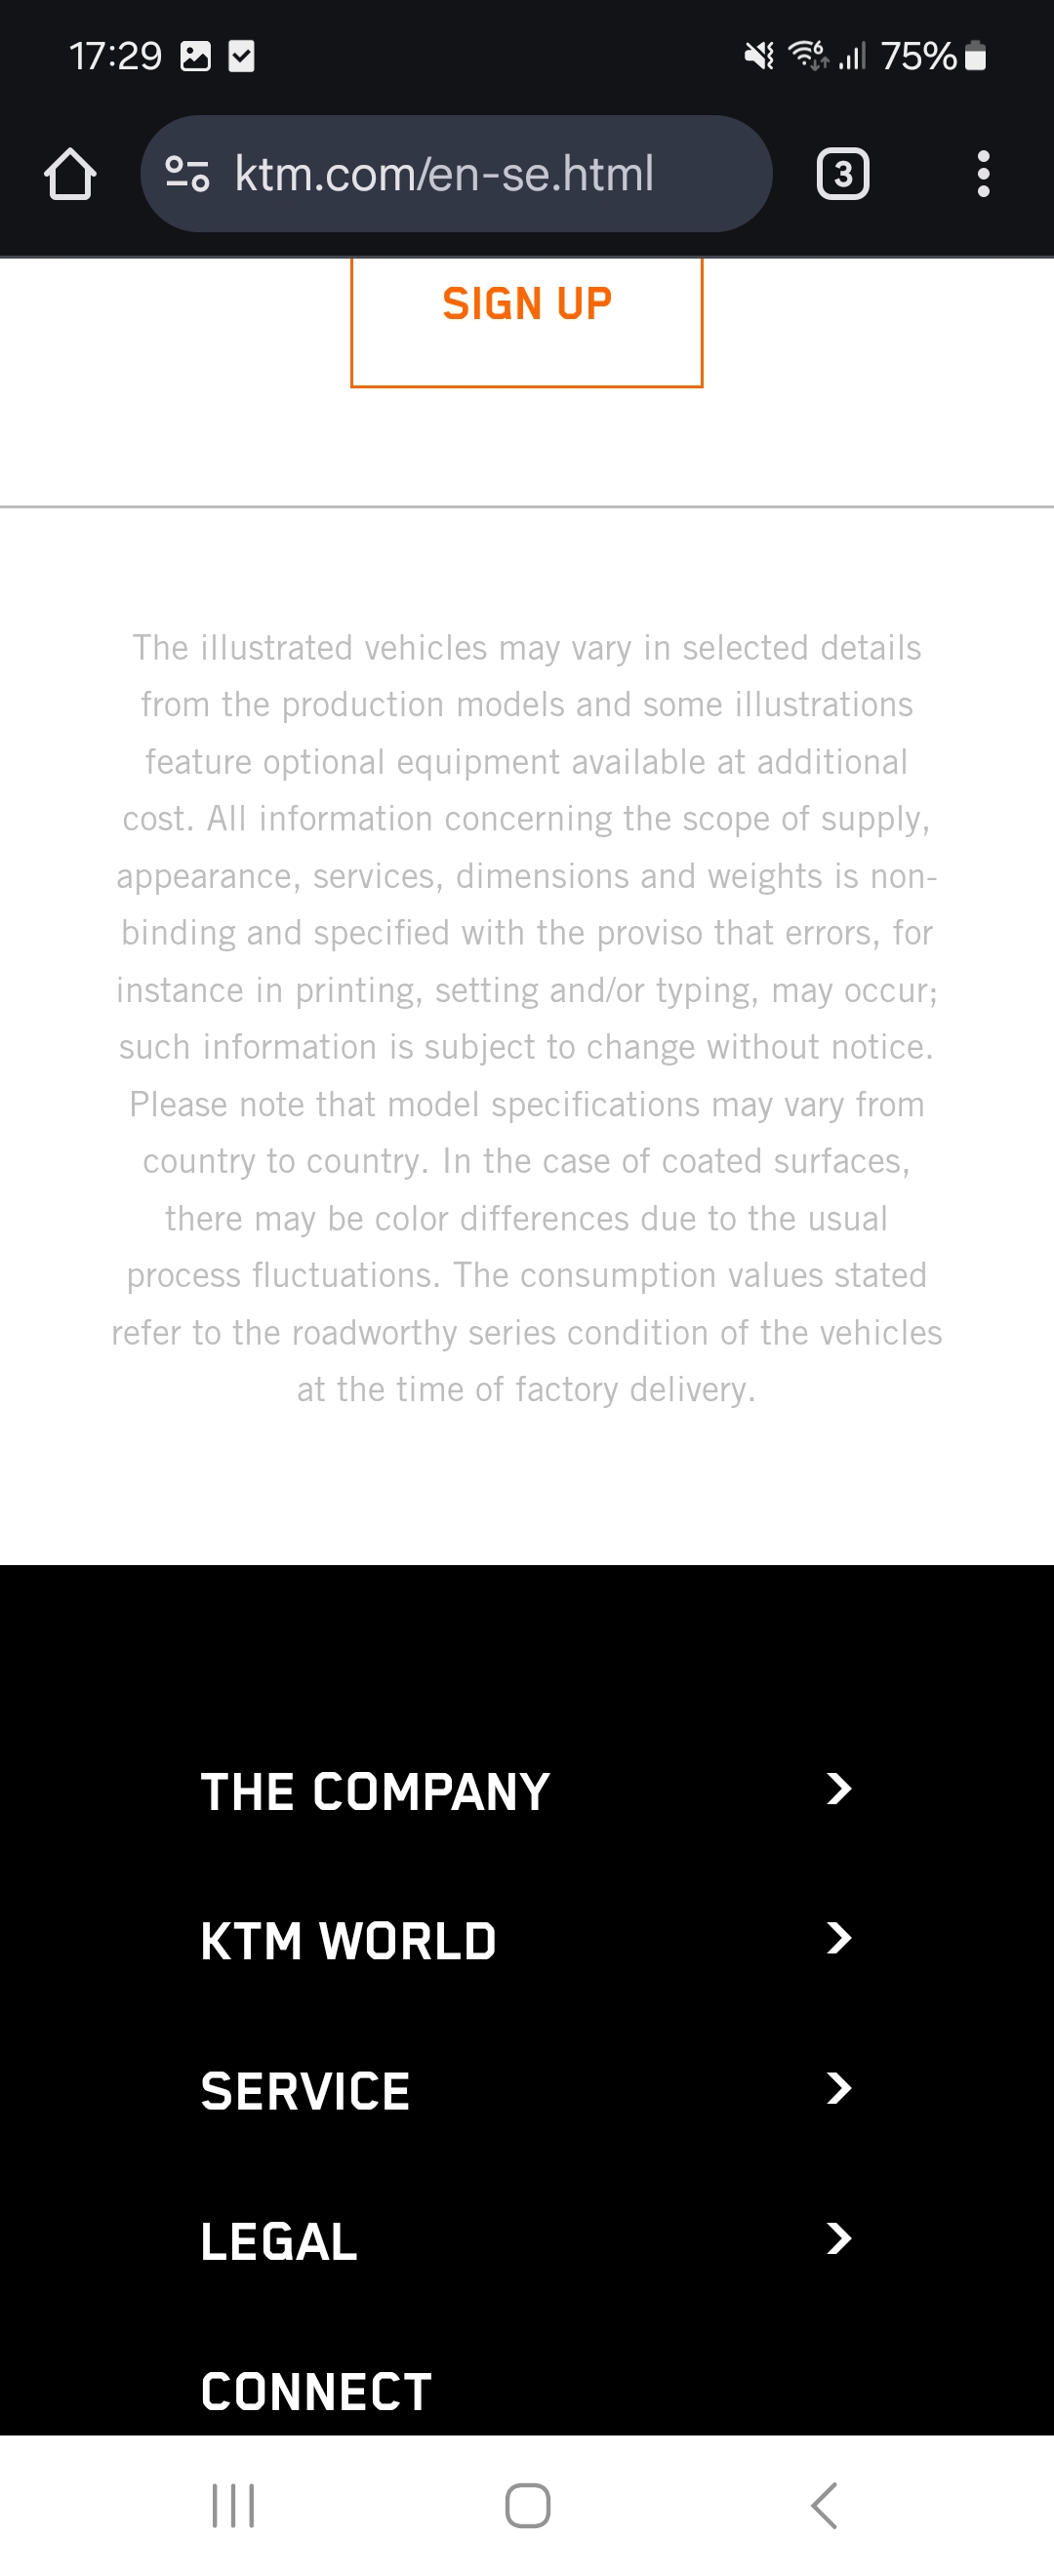 17:29
75%
ktm.com/en-se.html
3
SIGN UP
The illustrated vehicles may vary in selected details
from the production models and some illustrations
feature optional equipment available at additional
cost. All information concerning the scope of supply,
appearance, services, dimensions and weights is non-
binding and specified with the proviso that errors, for
instance in printing, setting and/or typing, may occur;
such information is subject to change without notice.
Please note that model specifications may vary from
country to country. In the case of coated surfaces,
there may be color differences due to the usual
process fluctuations. The consumption values stated
refer to the roadworthy series condition of the vehicles
at the time of factory delivery.
THE COMPANY
KTM WORLD
SERVICE
LEGAL
CONNECT